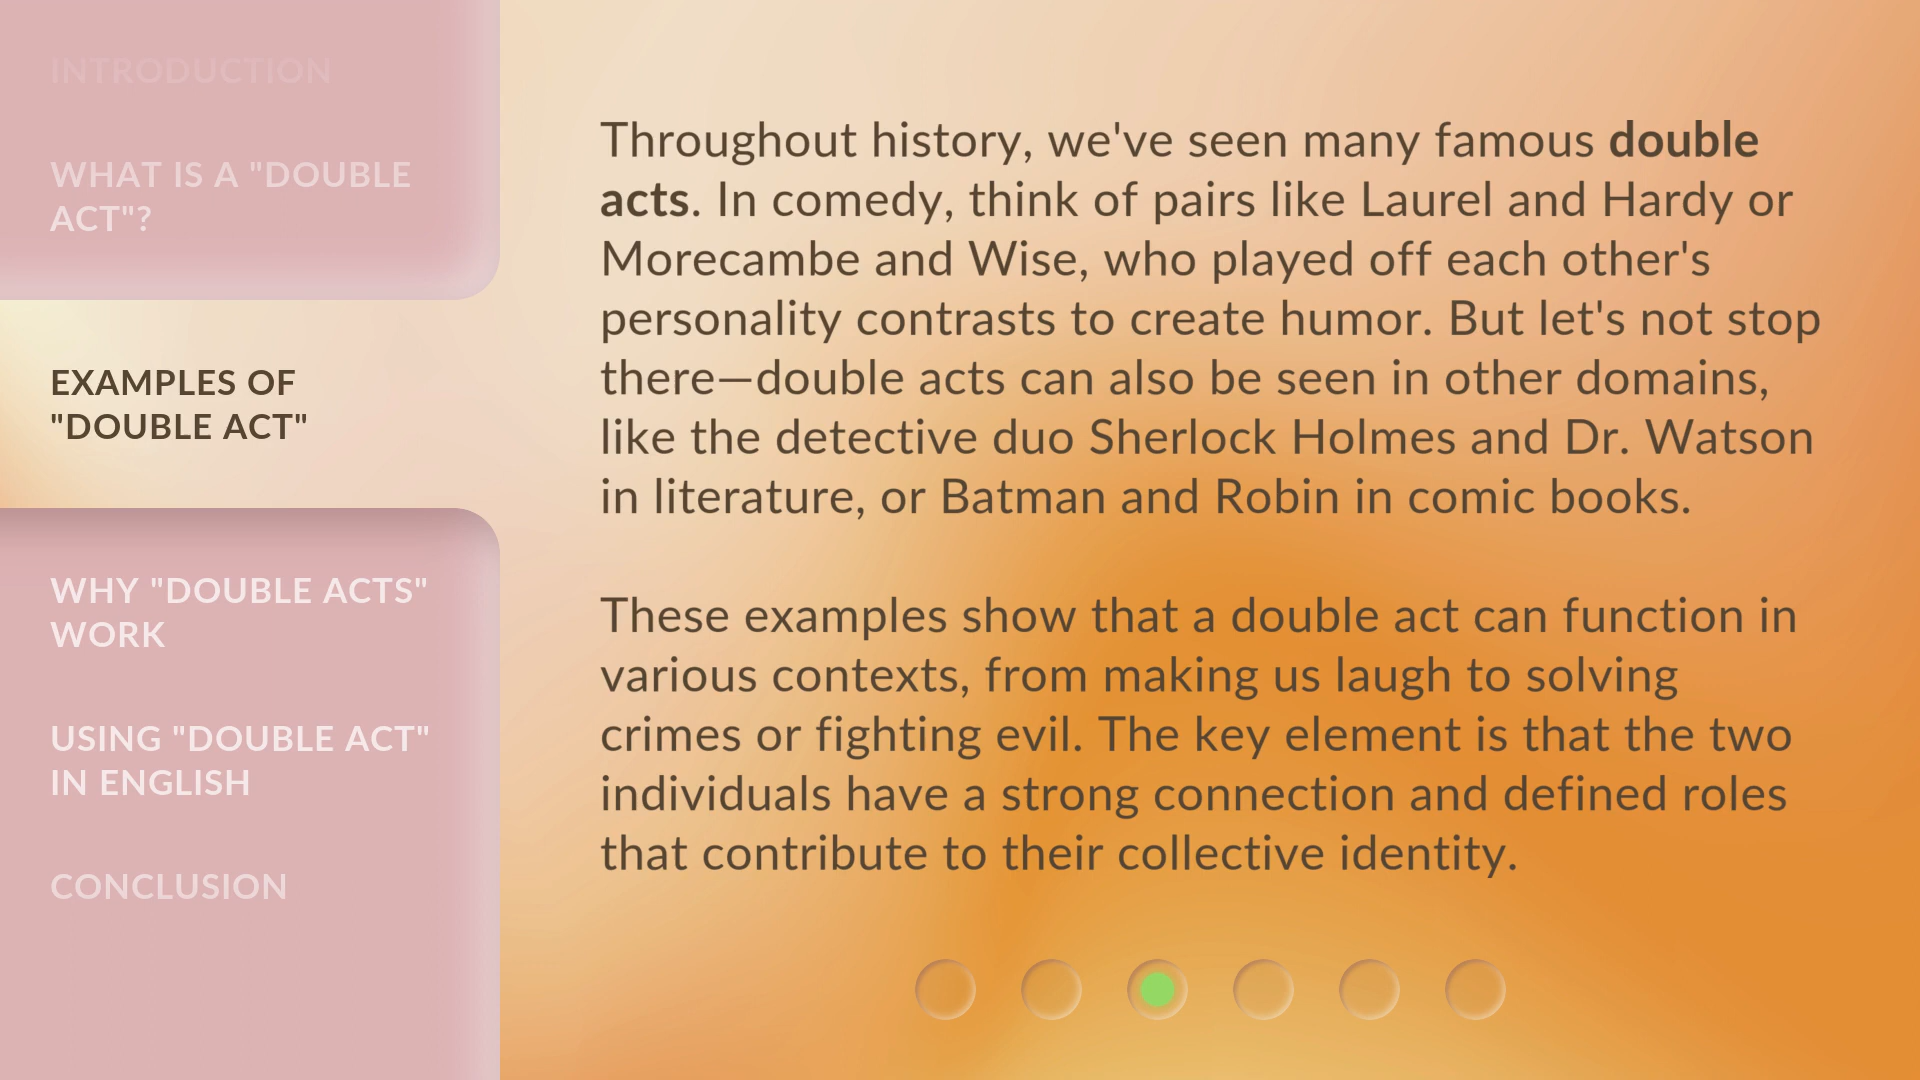 INTRODUCTION
WHAT IS A "DOUBLE
ACT"?
EXAMPLES OF
"DOUBLE ACT"
WHY "DOUBLE ACTS"
WORK
USING "DOUBLE ACT"
IN ENGLISH
CONCLUSION
Throughout history, we've seen many famous double
acts. In comedy, think of pairs like Laurel and Hardy or
Morecambe and Wise, who played off each other's
personality contrasts to create humor. But let's not stop
there—double acts can also be seen in other domains,
like the detective duo Sherlock Holmes and Dr. Watson
in literature, or Batman and Robin in comic books.
These examples show that a double act can function in
various contexts, from making us laugh to solving
crimes or fighting evil. The key element is that the two
individuals have a strong connection and defined roles
that contribute to their collective identity.